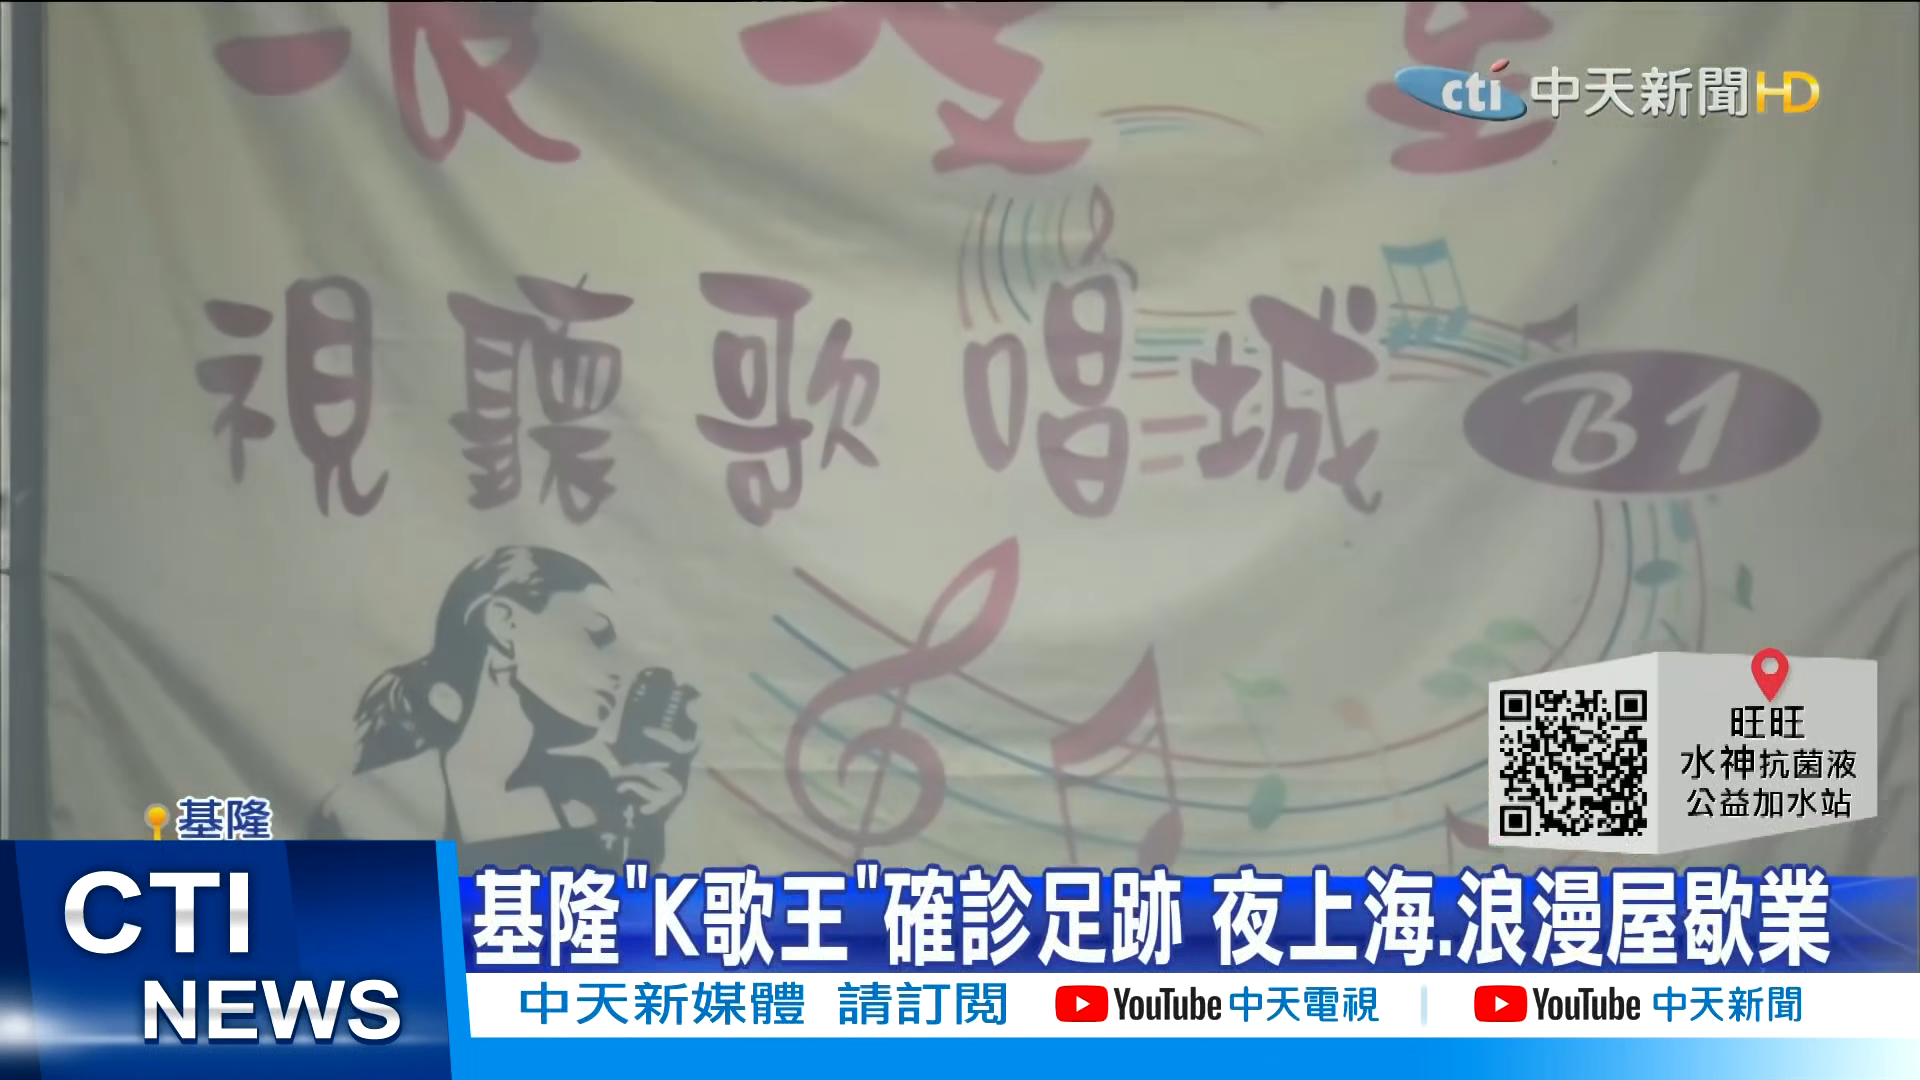 cti 中天新聞HD
視聽歌唱城 B1
旺旺
水神抗菌液
公益加水站
基隆
CTI
NEWS
基隆"K歌王"確診足跡 夜上海.浪漫屋歇業
中天新媒體 請訂閱 YouTube 中天電視 YouTube 中天新聞